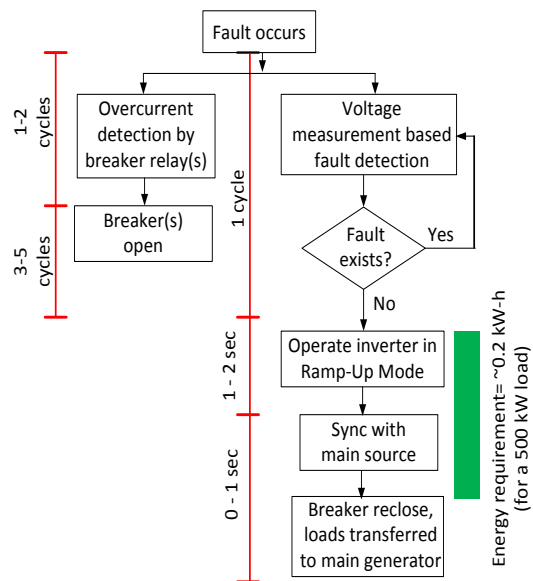 Fault occurs
1-2
cycles
Overcurrent
detection by
breaker relay(s)
Breaker(s)
open
3-5
cycles
1 cycle
Voltage
measurement based
fault detection
Fault
exists?
Yes
No
1 - 2 sec
Operate inverter in
Ramp-Up Mode
Sync with
main source
0 - 1 sec
Breaker reclose,
loads transferred
to main generator
Energy requirement= ~0.2 kW-h
(for a 500 kW load)